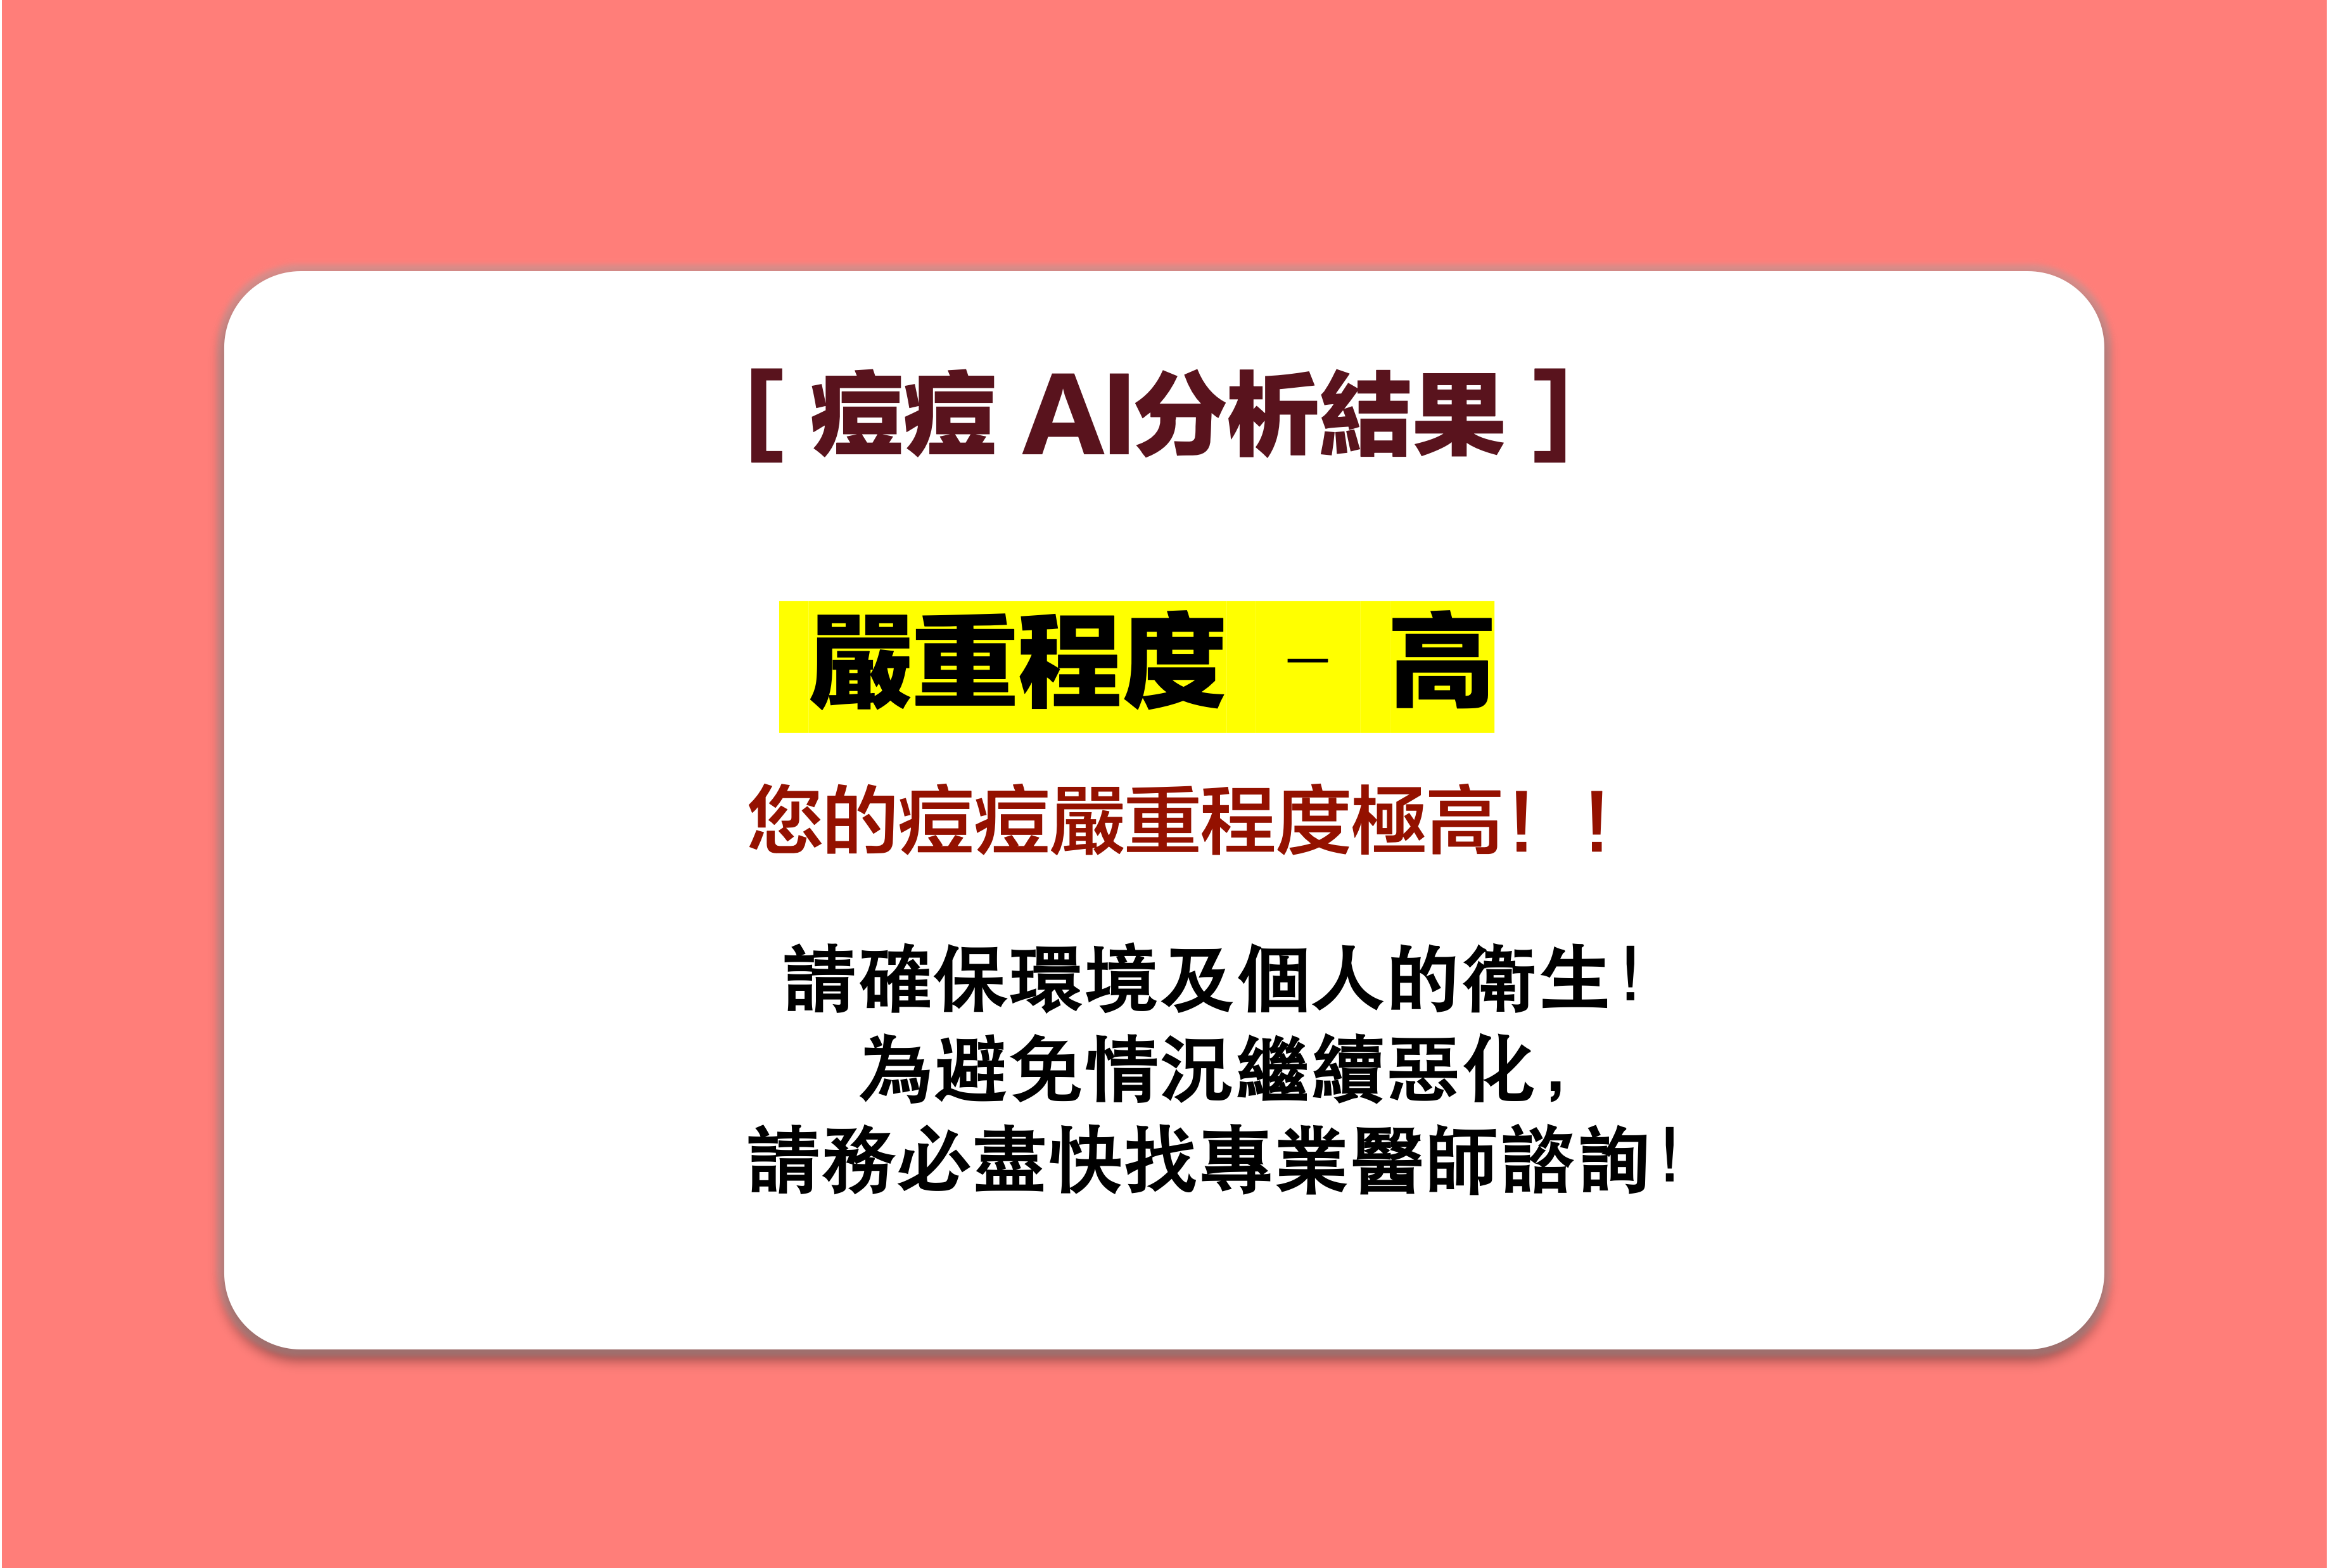 [ 痘痘 AI分析結果 ]
嚴重程度 – 高
您的痘痘嚴重程度極高！！
請確保環境及個人的衛生!
為避免情況繼續惡化,
請務必盡快找專業醫師諮詢!